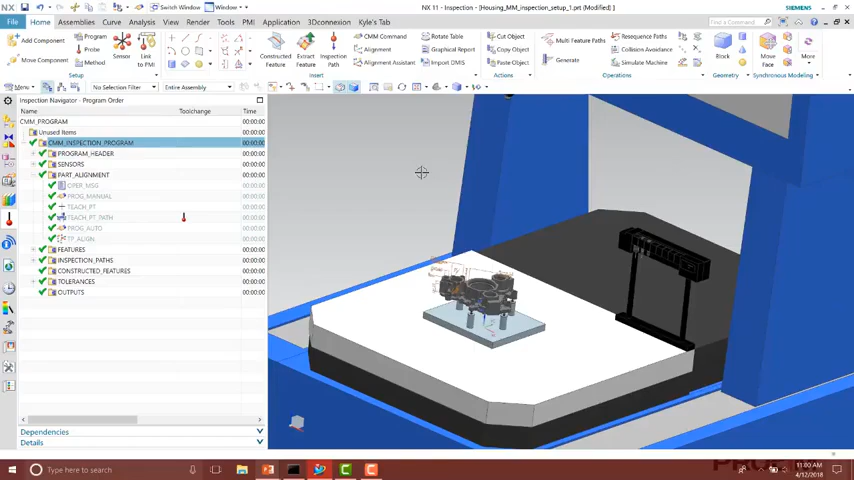 NX 11 - Inspection - [Housing_MM_inspection_setup_1.prt (Modified) ]
SIEMENS
Switch Window
Window
File
Home
Assemblies
Curve
Analysis
View
Render
Tools
PMI
Application
3Dconnexion
Kyle's Tab
Find a Command
Add Component
Move Component
Program
Probe
Method
Sensors
Link to PMI
Constructed Feature
Extract Feature
Path
CMM Command
Alignment
Alignment Assistant
Rotate Table
Graphical Report
Import DMIS
Cut Object
Copy Object
Paste Object
Multi Feature Paths
Generate
Resequence Paths
Collision Avoidance
Simulate
Block
Move Face
More
Insert
Actions
Operations
Geometry
Synchronous Modeling
Menu
No Selection Filter
Entire Assembly
Inspection Navigator - Program Order
Name
Toolchange
Time
CMM_PROGRAM
00:00:00
Unused Items
00:00:00
CMM_INSPECTION_PROGRAM
00:00:00
PROGRAM_HEADER
00:00:00
SENSORS
00:00:00
PART_ALIGNMENT
00:00:00
OPER_MSG
00:00:00
PROG_MANUAL
00:00:00
TEACH_PT
00:00:00
TEACH_PT_PATH
00:00:00
PROG_AUTO
00:00:00
TP_ALIGN
00:00:00
FEATURES
00:00:00
INSPECTION_PATHS
00:00:00
CONSTRUCTED_FEATURES
00:00:00
TOLERANCES
00:00:00
OUTPUTS
00:00:00
Dependencies
Details
Type here to search
11:00 AM
4/12/2018